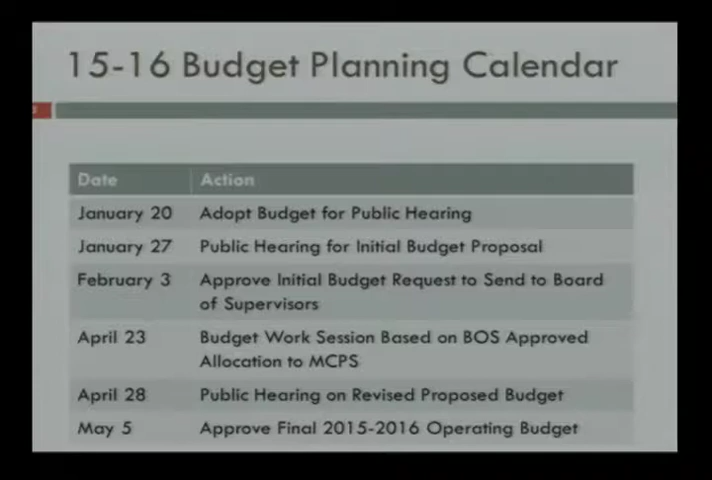 15-16 Budget Planning Calendar
Date Action
January 20 Adopt Budget for Public Hearing
January 27 Public Hearing for Initial Budget Proposal
February 3 Approve Initial Budget Request to Send to Board
of Supervisors
April 23 Budget Work Session Based on BOS Approved
Allocation to MCPS
April 28 Public Hearing on Revised Proposed Budget
May 5 Approve Final 2015-2016 Operating Budget